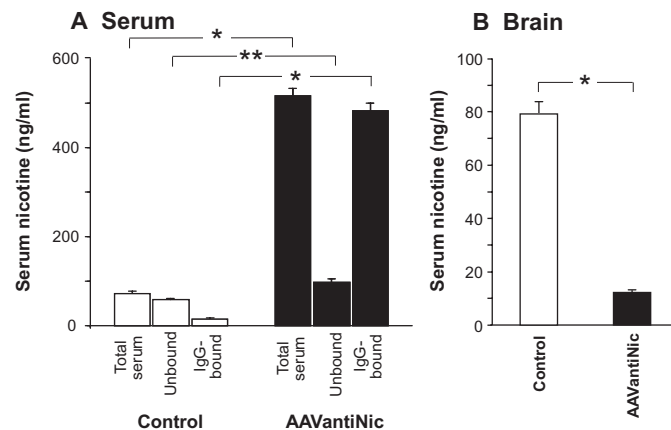 A Serum
*
**
*
Serum nicotine (ng/ml)
600
400
200
0
Total serum
Unbound
IgG-bound
Total serum
Unbound
IgG-bound
Control
AAVantiNic
B Brain
*
Serum nicotine (ng/ml)
100
80
60
40
20
0
Control
AAVantiNic